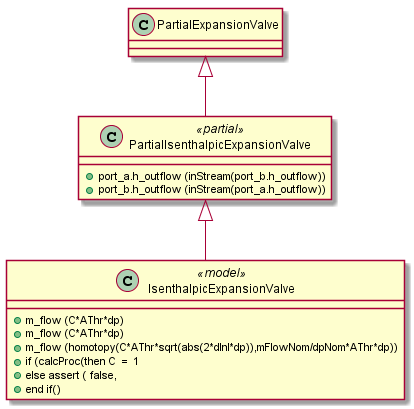 C PartialExpansionValve
C «partial»
PartialIsenthalpicExpansionValve
port_a.h_outflow (inStream(port_b.h_outflow))
port_b.h_outflow (inStream(port_a.h_outflow))
C «model»
IsenthalpicExpansionValve
m_flow (C*AThr*dp)
m_flow (C*AThr*dp)
m_flow (homotopy(C*AThr*sqrt(abs(2*dInl*dp)),mFlowNom/dpNom*AThr*dp))
if (calcProc(then C = 1
else assert ( false,
end if()